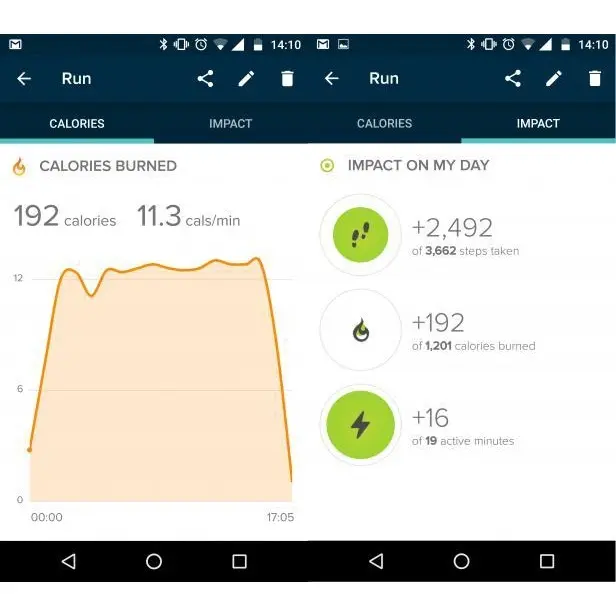 14:10
Run
CALORIES IMPACT
CALORIES BURNED
192 calories 11.3 cals/min
12
6
0
00:00 17:05
14:10
Run
CALORIES IMPACT
IMPACT ON MY DAY
+2,492
of 3,662 steps taken
+192
of 1,201 calories burned
+16
of 19 active minutes